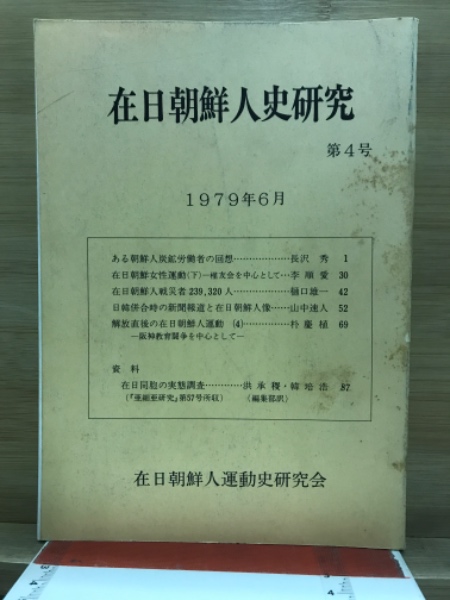 在日朝鮮人史研究
第4号
1979年6月
ある朝鮮人炭鉱労働者の回想………………長沢 秀 1
在日朝鮮女性運動(下)―槿友会を中心として…李順愛 30
在日朝鮮人戦災者239,320人………………樋口雄一 42
日韓併合時の新聞報道と在日朝鮮人像……山中速人 52
解放直後の在日朝鮮人運動 (4)……………朴慶植 69
―阪神教育闘争を中心として―
資料
在日同胞の実態調査…………洪承稷・韓培浩 87
(『亜細亜研究』第57号所収) (編集部訳)
在日朝鮮人運動史研究会